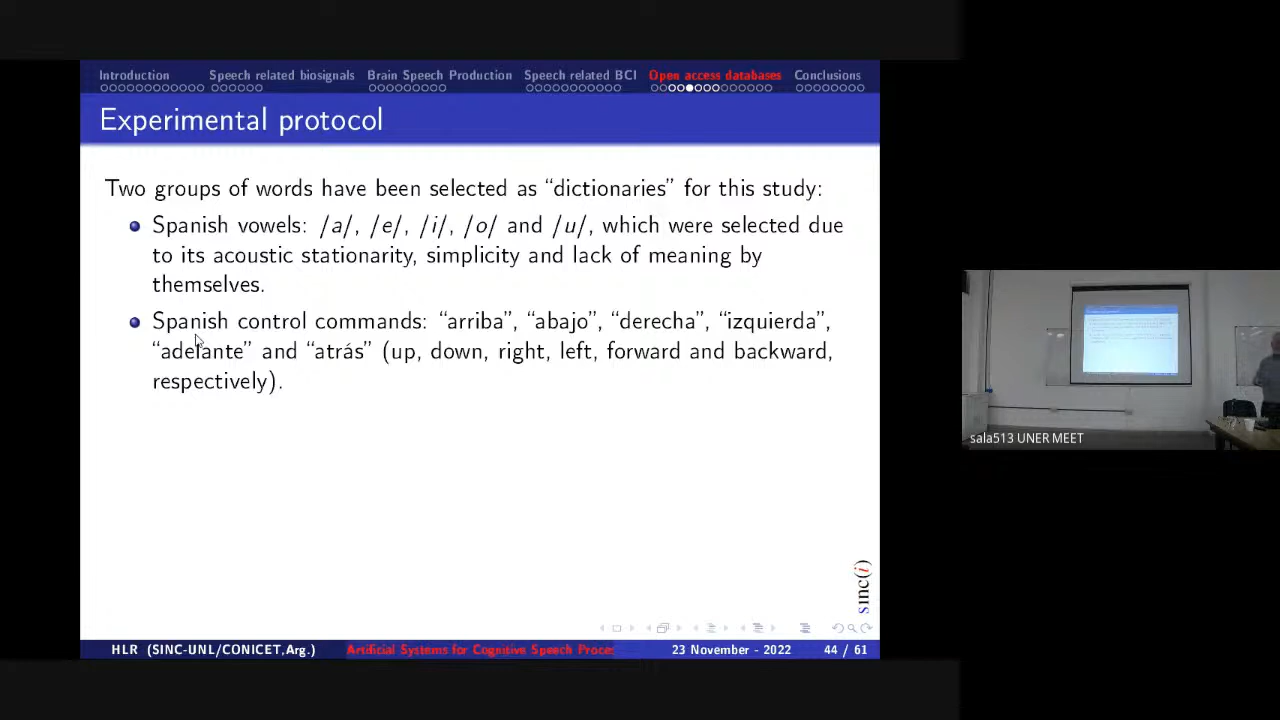 Introduction Speech related biosignals Brain Speech Production Speech related BCI Open access databases Conclusions
Experimental protocol
Two groups of words have been selected as “dictionaries” for this study:
Spanish vowels: /a/, /e/, /i/, /o/ and /u/, which were selected due
to its acoustic stationarity, simplicity and lack of meaning by
themselves.
Spanish control commands: “arriba”, “abajo”, “derecha”, “izquierda”,
“adelante” and “atrás” (up, down, right, left, forward and backward,
respectively).
sinc(i)
HLR (SINC-UNL/CONICET,Arg.) Artificial Systems for Cognitive Speech Proces 23 November - 2022 44 / 61
sala513 UNER MEET